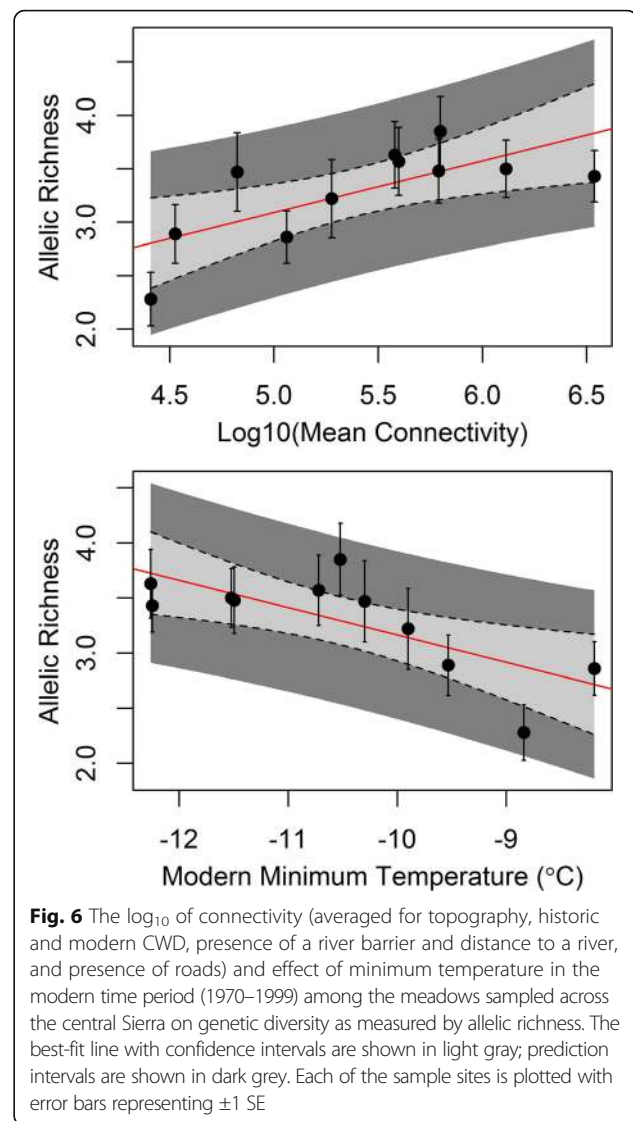 4.0
3.0
2.0
Allelic Richness
4.5 5.0 5.5 6.0 6.5
Log10(Mean Connectivity)
4.0
3.0
2.0
Allelic Richness
-12 -11 -10 -9
Modern Minimum Temperature (°C)
Fig. 6 The log10 of connectivity (averaged for topography, historic
and modern CWD, presence of a river barrier and distance to a river,
and presence of roads) and effect of minimum temperature in the
modern time period (1970–1999) among the meadows sampled across
the central Sierra on genetic diversity as measured by allelic richness. The
best-fit line with confidence intervals are shown in light gray; prediction
intervals are shown in dark grey. Each of the sample sites is plotted with
error bars representing ±1 SE